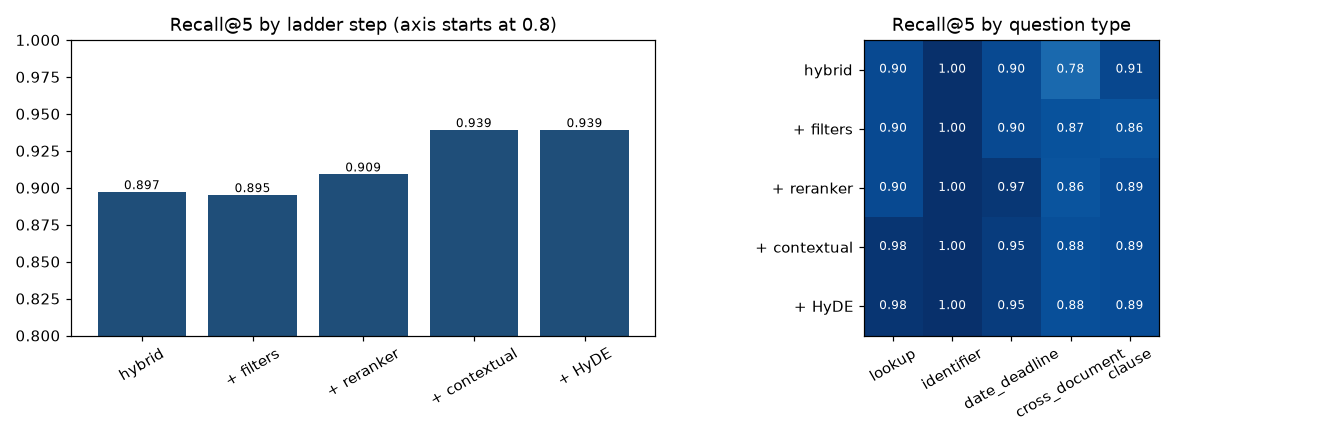 Recall@5 by ladder step (axis starts at 0.8)
1.000
0.975
0.950
0.925
0.900
0.875
0.850
0.825
0.800
0.897
0.895
0.909
0.939
0.939
hybrid
+ filters
+ reranker
+ contextual
+ HyDE
Recall@5 by question type
hybrid 0.90 1.00 0.90 0.78 0.91
+ filters 0.90 1.00 0.90 0.87 0.86
+ reranker 0.90 1.00 0.97 0.86 0.89
+ contextual 0.98 1.00 0.95 0.88 0.89
+ HyDE 0.98 1.00 0.95 0.88 0.89
lookup
identifier
date_deadline
cross_document
clause